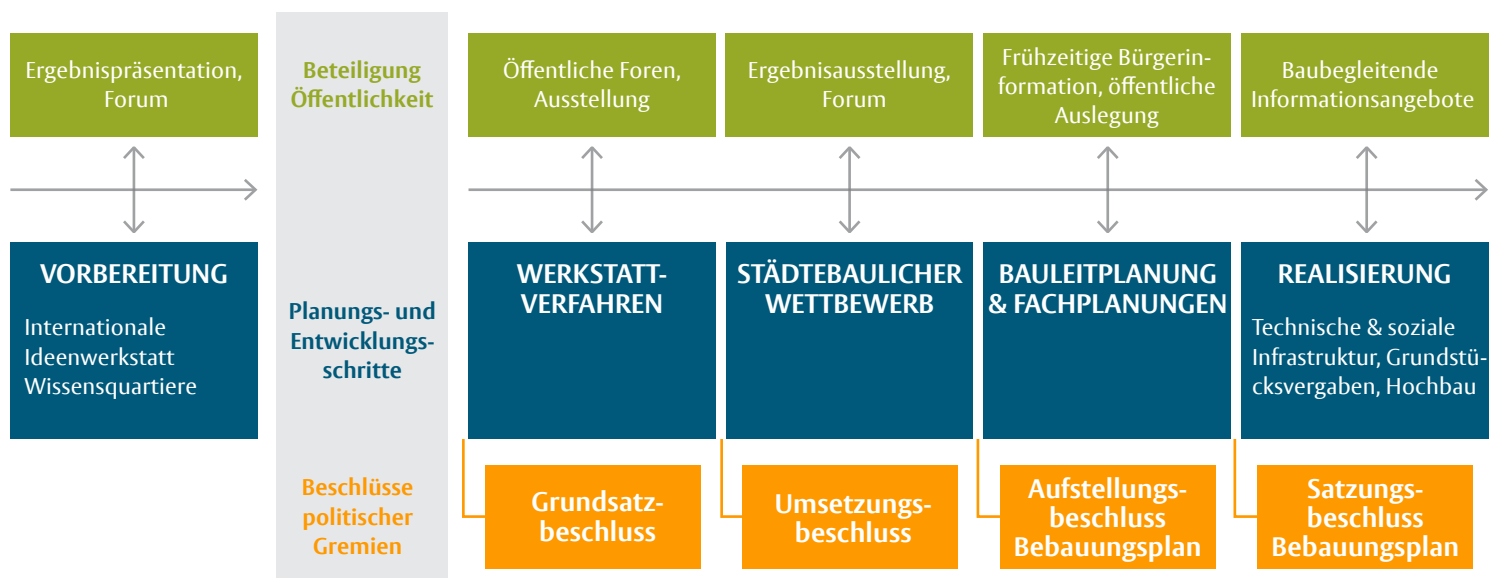 Ergebnispräsentation,
Forum
Beteiligung
Öffentlichkeit
Öffentliche Foren,
Ausstellung
Ergebnisausstellung,
Forum
Frühzeitige Bürgerin-
formation, öffentliche
Auslegung
Baubegleitende
Informationsangebote
VORBEREITUNG
Internationale
Ideenwerkstatt
Wissensquartiere
Planungs- und
Entwicklungs-
schritte
WERKSTATT-
VERFAHREN
STÄDTEBAULICHER
WETTBEWERB
BAULEITPLANUNG
& FACHPLANUNGEN
REALISIERUNG
Technische & soziale
Infrastruktur, Grundstü-
cksvergaben, Hochbau
Beschlüsse
politischer
Gremien
Grundsatz-
beschluss
Umsetzungs-
beschluss
Aufstellungs-
beschluss
Bebauungsplan
Satzungs-
beschluss
Bebauungsplan